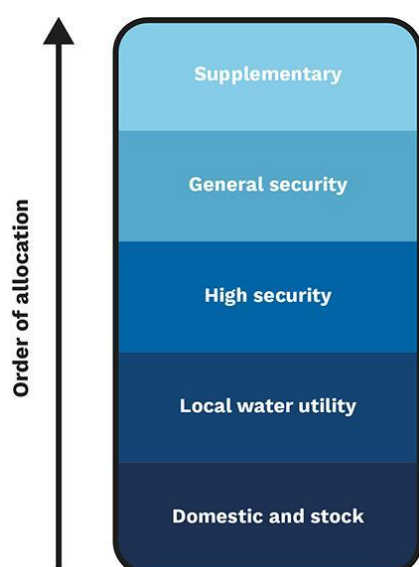 Order of allocation
Supplementary
General security
High security
Local water utility
Domestic and stock